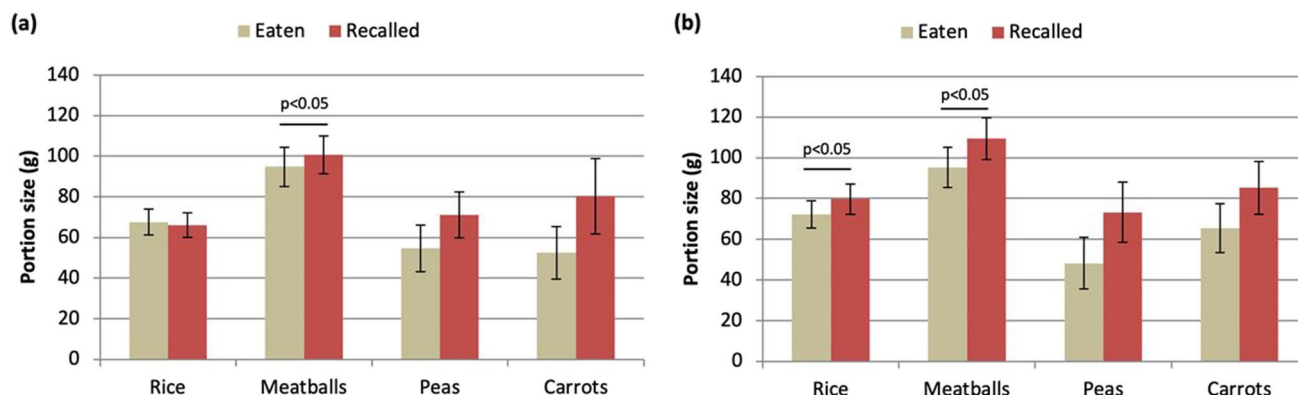 (a)
Eaten Recalled
140
120
100
80
60
40
20
0
Portion size (g)
p<0.05
Rice Meatballs Peas Carrots
(b)
Eaten Recalled
140
120
100
80
60
40
20
0
Portion size (g)
p<0.05
p<0.05
Rice Meatballs Peas Carrots